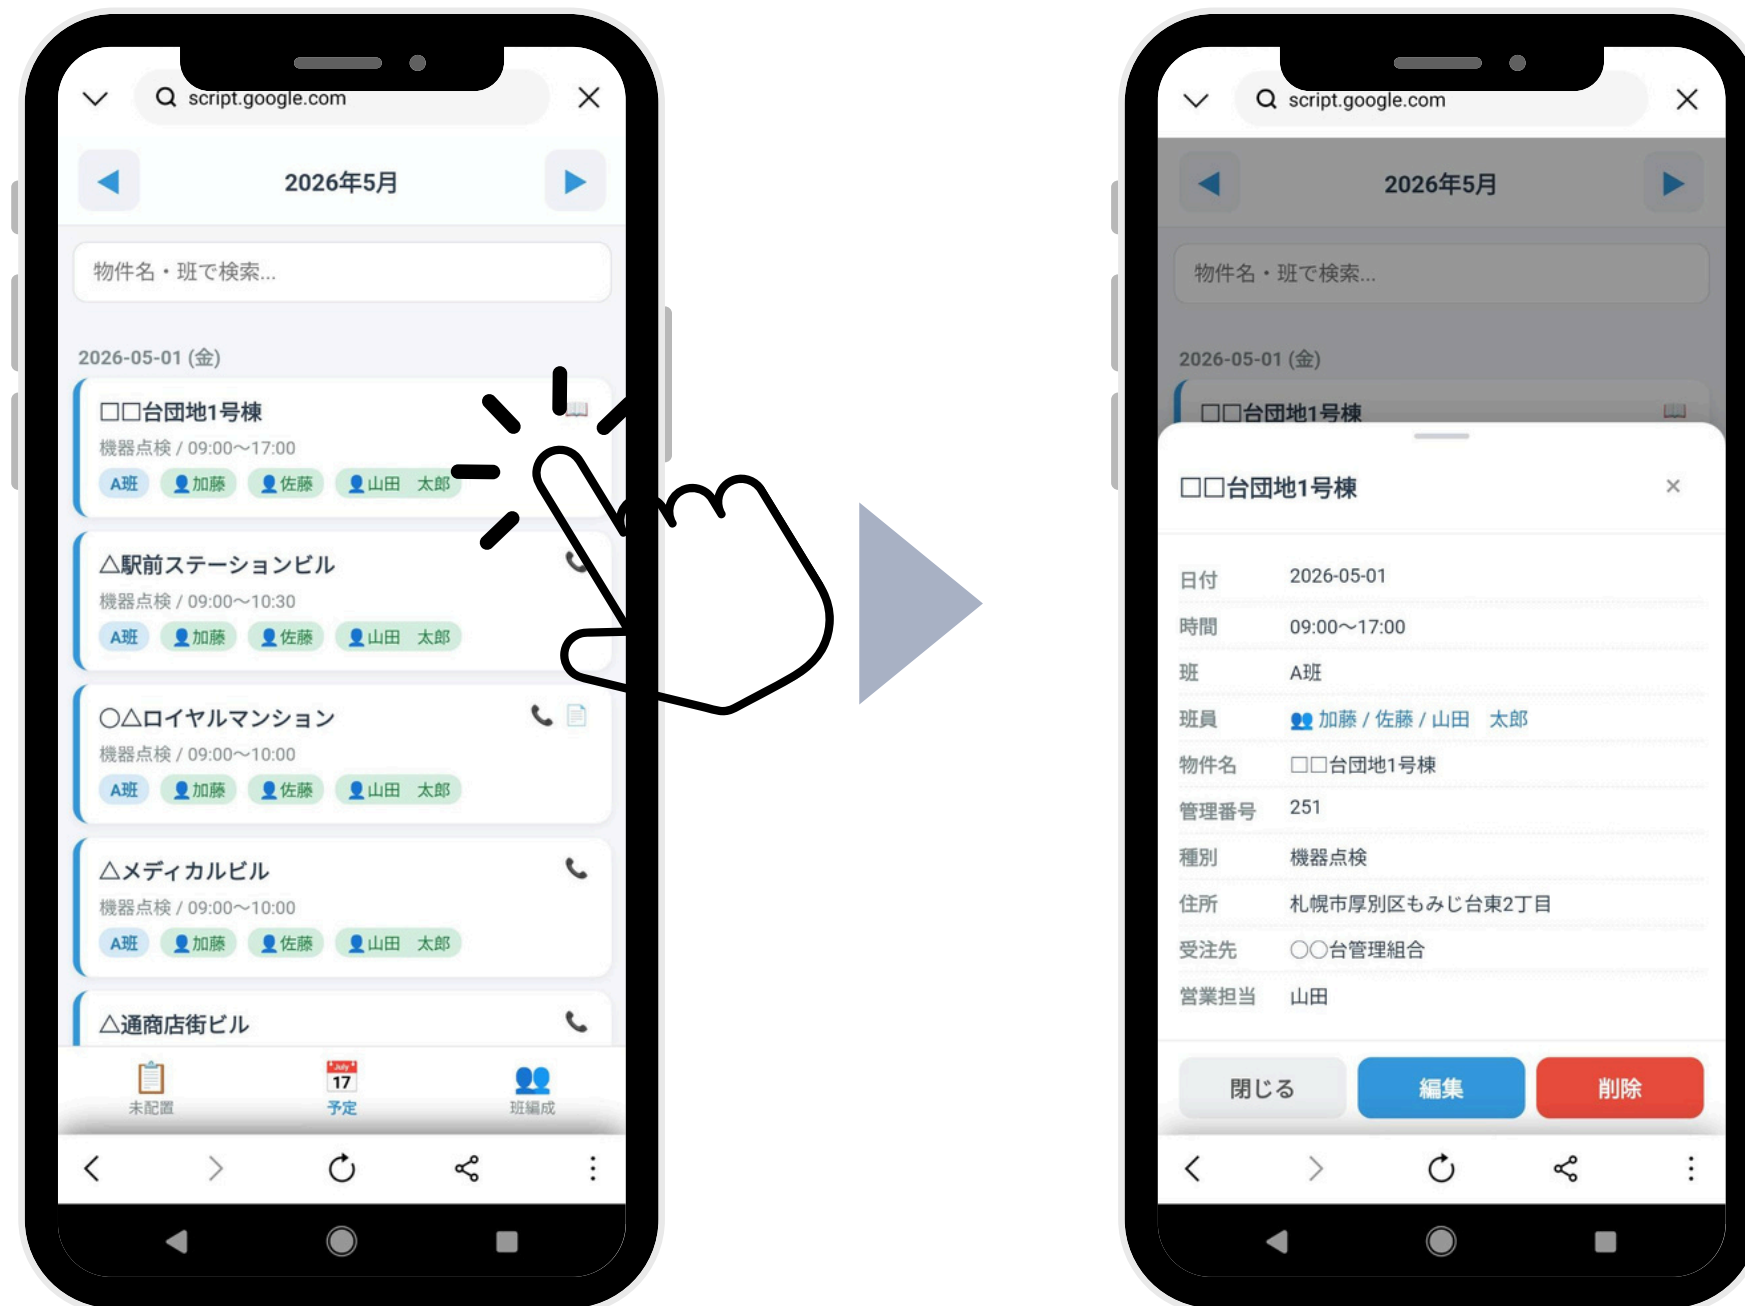 script.google.com
2026年5月
物件名・班で検索...
2026-05-01 (金)
□□台団地1号棟
機器点検 / 09:00～17:00
A班 加藤 佐藤 山田　太郎
△駅前ステーションビル
機器点検 / 09:00～10:30
A班 加藤 佐藤 山田　太郎
○△ロイヤルマンション
機器点検 / 09:00～10:00
A班 加藤 佐藤 山田　太郎
△メディカルビル
機器点検 / 09:00～10:00
A班 加藤 佐藤 山田　太郎
△通商店街ビル
July
17
未配置 予定 班編成
script.google.com
2026年5月
物件名・班で検索...
2026-05-01 (金)
□□台団地1号棟
□□台団地1号棟
日付 2026-05-01
時間 09:00～17:00
班 A班
班員 加藤 / 佐藤 / 山田　太郎
物件名 □□台団地1号棟
管理番号 251
種別 機器点検
住所 札幌市厚別区もみじ台東2丁目
受注先 ○○台管理組合
営業担当 山田
閉じる 編集 削除